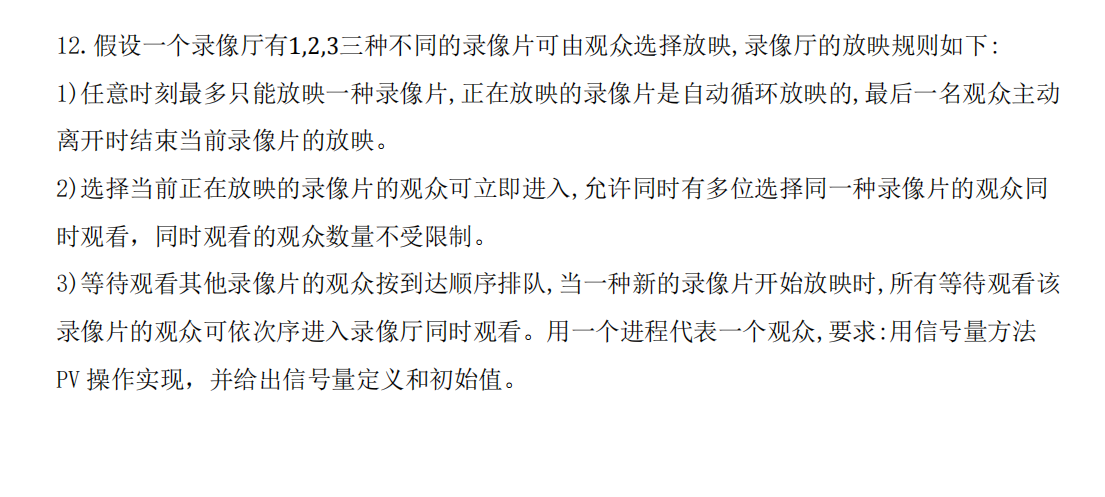 12.假设一个录像厅有1,2,3三种不同的录像片可由观众选择放映,录像厅的放映规则如下:
1)任意时刻最多只能放映一种录像片,正在放映的录像片是自动循环放映的,最后一名观众主动
离开时结束当前录像片的放映。
2)选择当前正在放映的录像片的观众可立即进入,允许同时有多位选择同一种录像片的观众同
时观看，同时观看的观众数量不受限制。
3)等待观看其他录像片的观众按到达顺序排队,当一种新的录像片开始放映时,所有等待观看该
录像片的观众可依次序进入录像厅同时观看。用一个进程代表一个观众,要求:用信号量方法
PV 操作实现，并给出信号量定义和初始值。